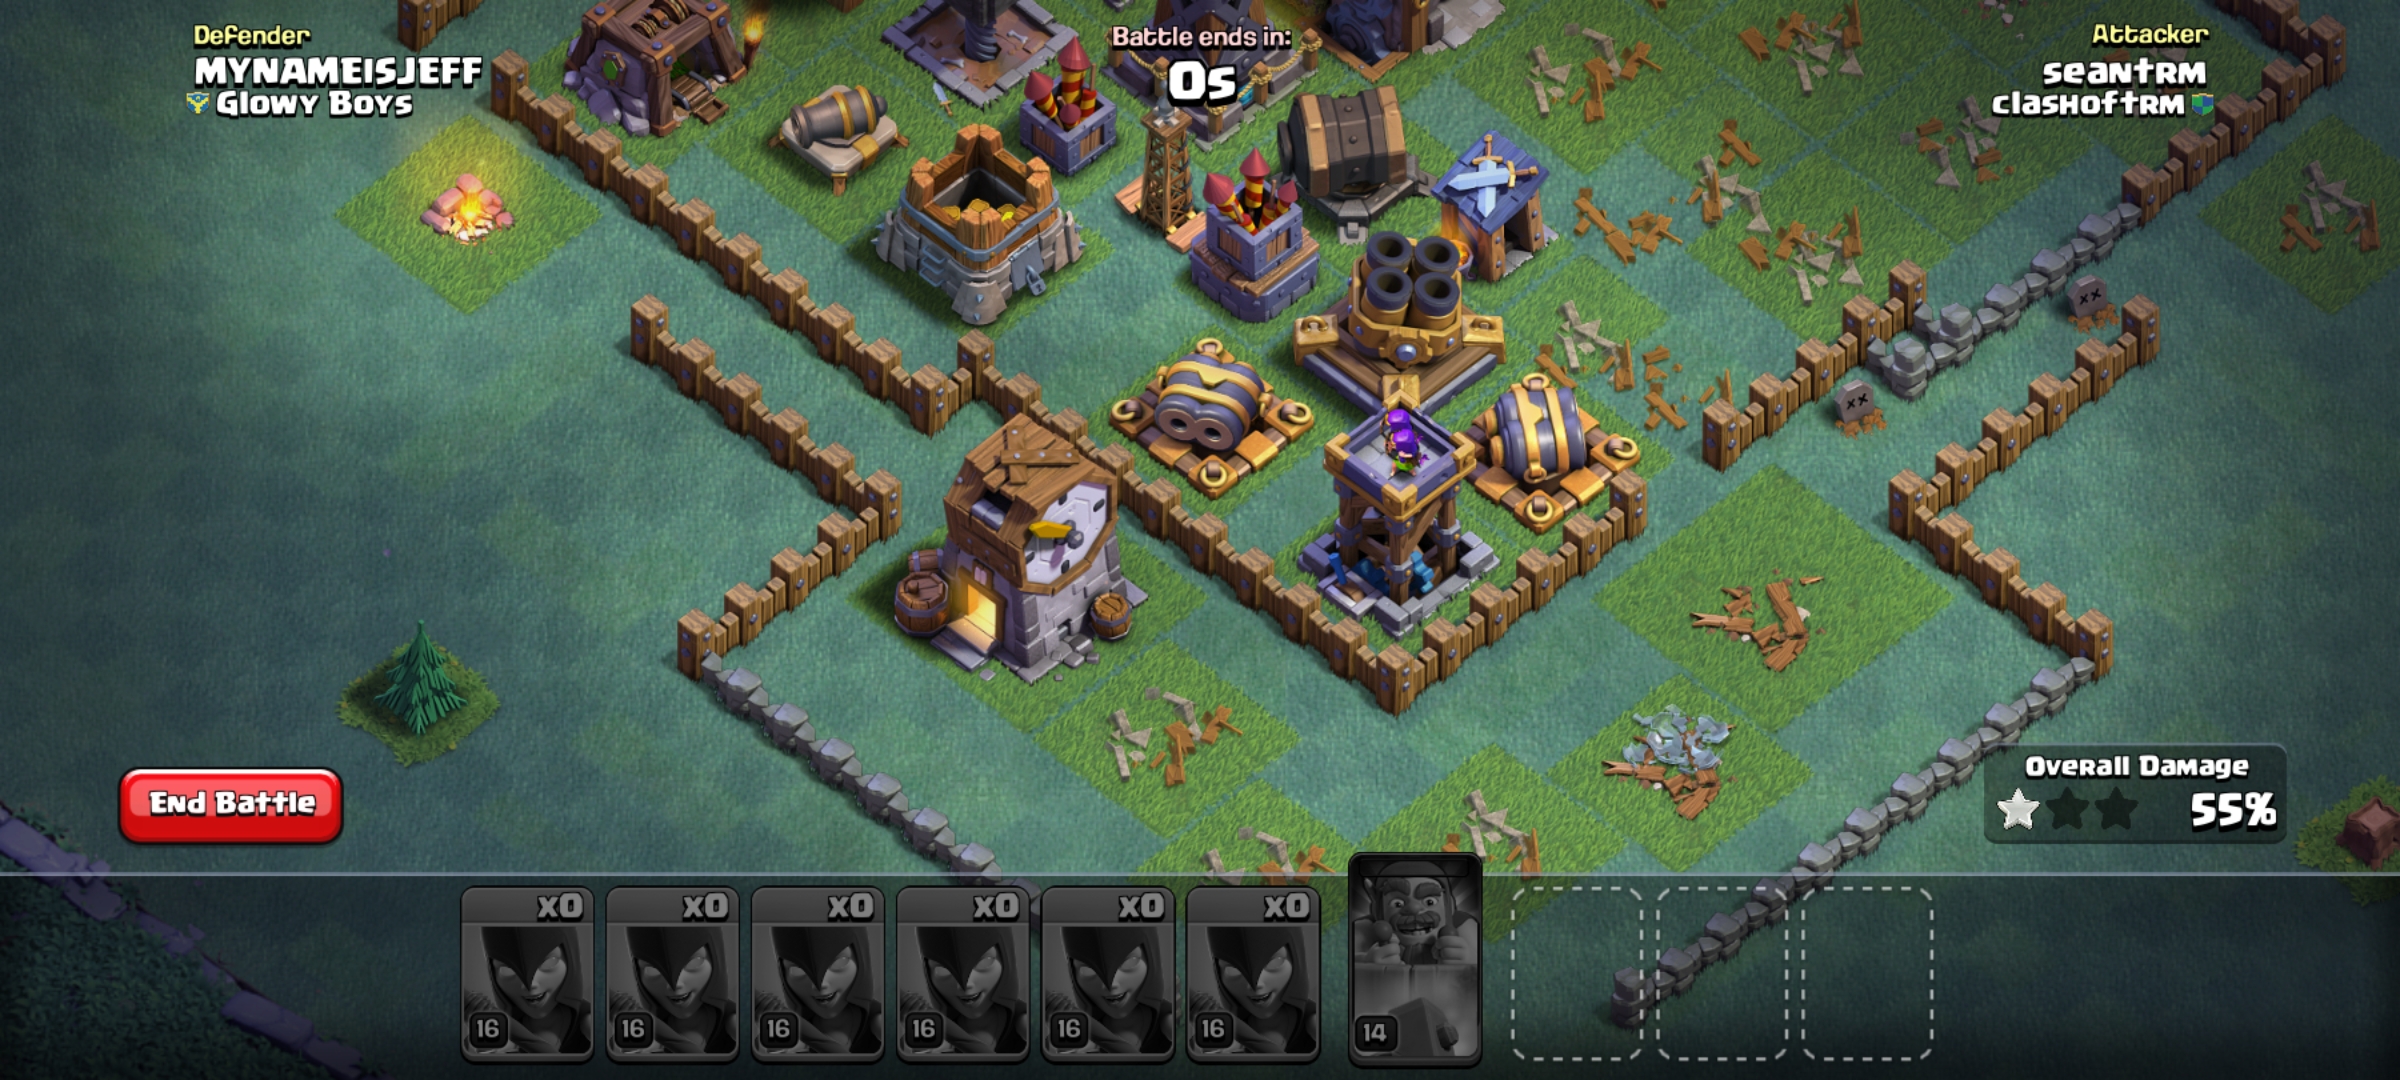 Defender
MYNAMEISJEFF
Glowy Boys
Battle ends in:
0s
Attacker
seantRM
clashoftRM
End Battle
Overall Damage
55%
x0
x0
x0
x0
x0
x0
16
16
16
16
16
16
14